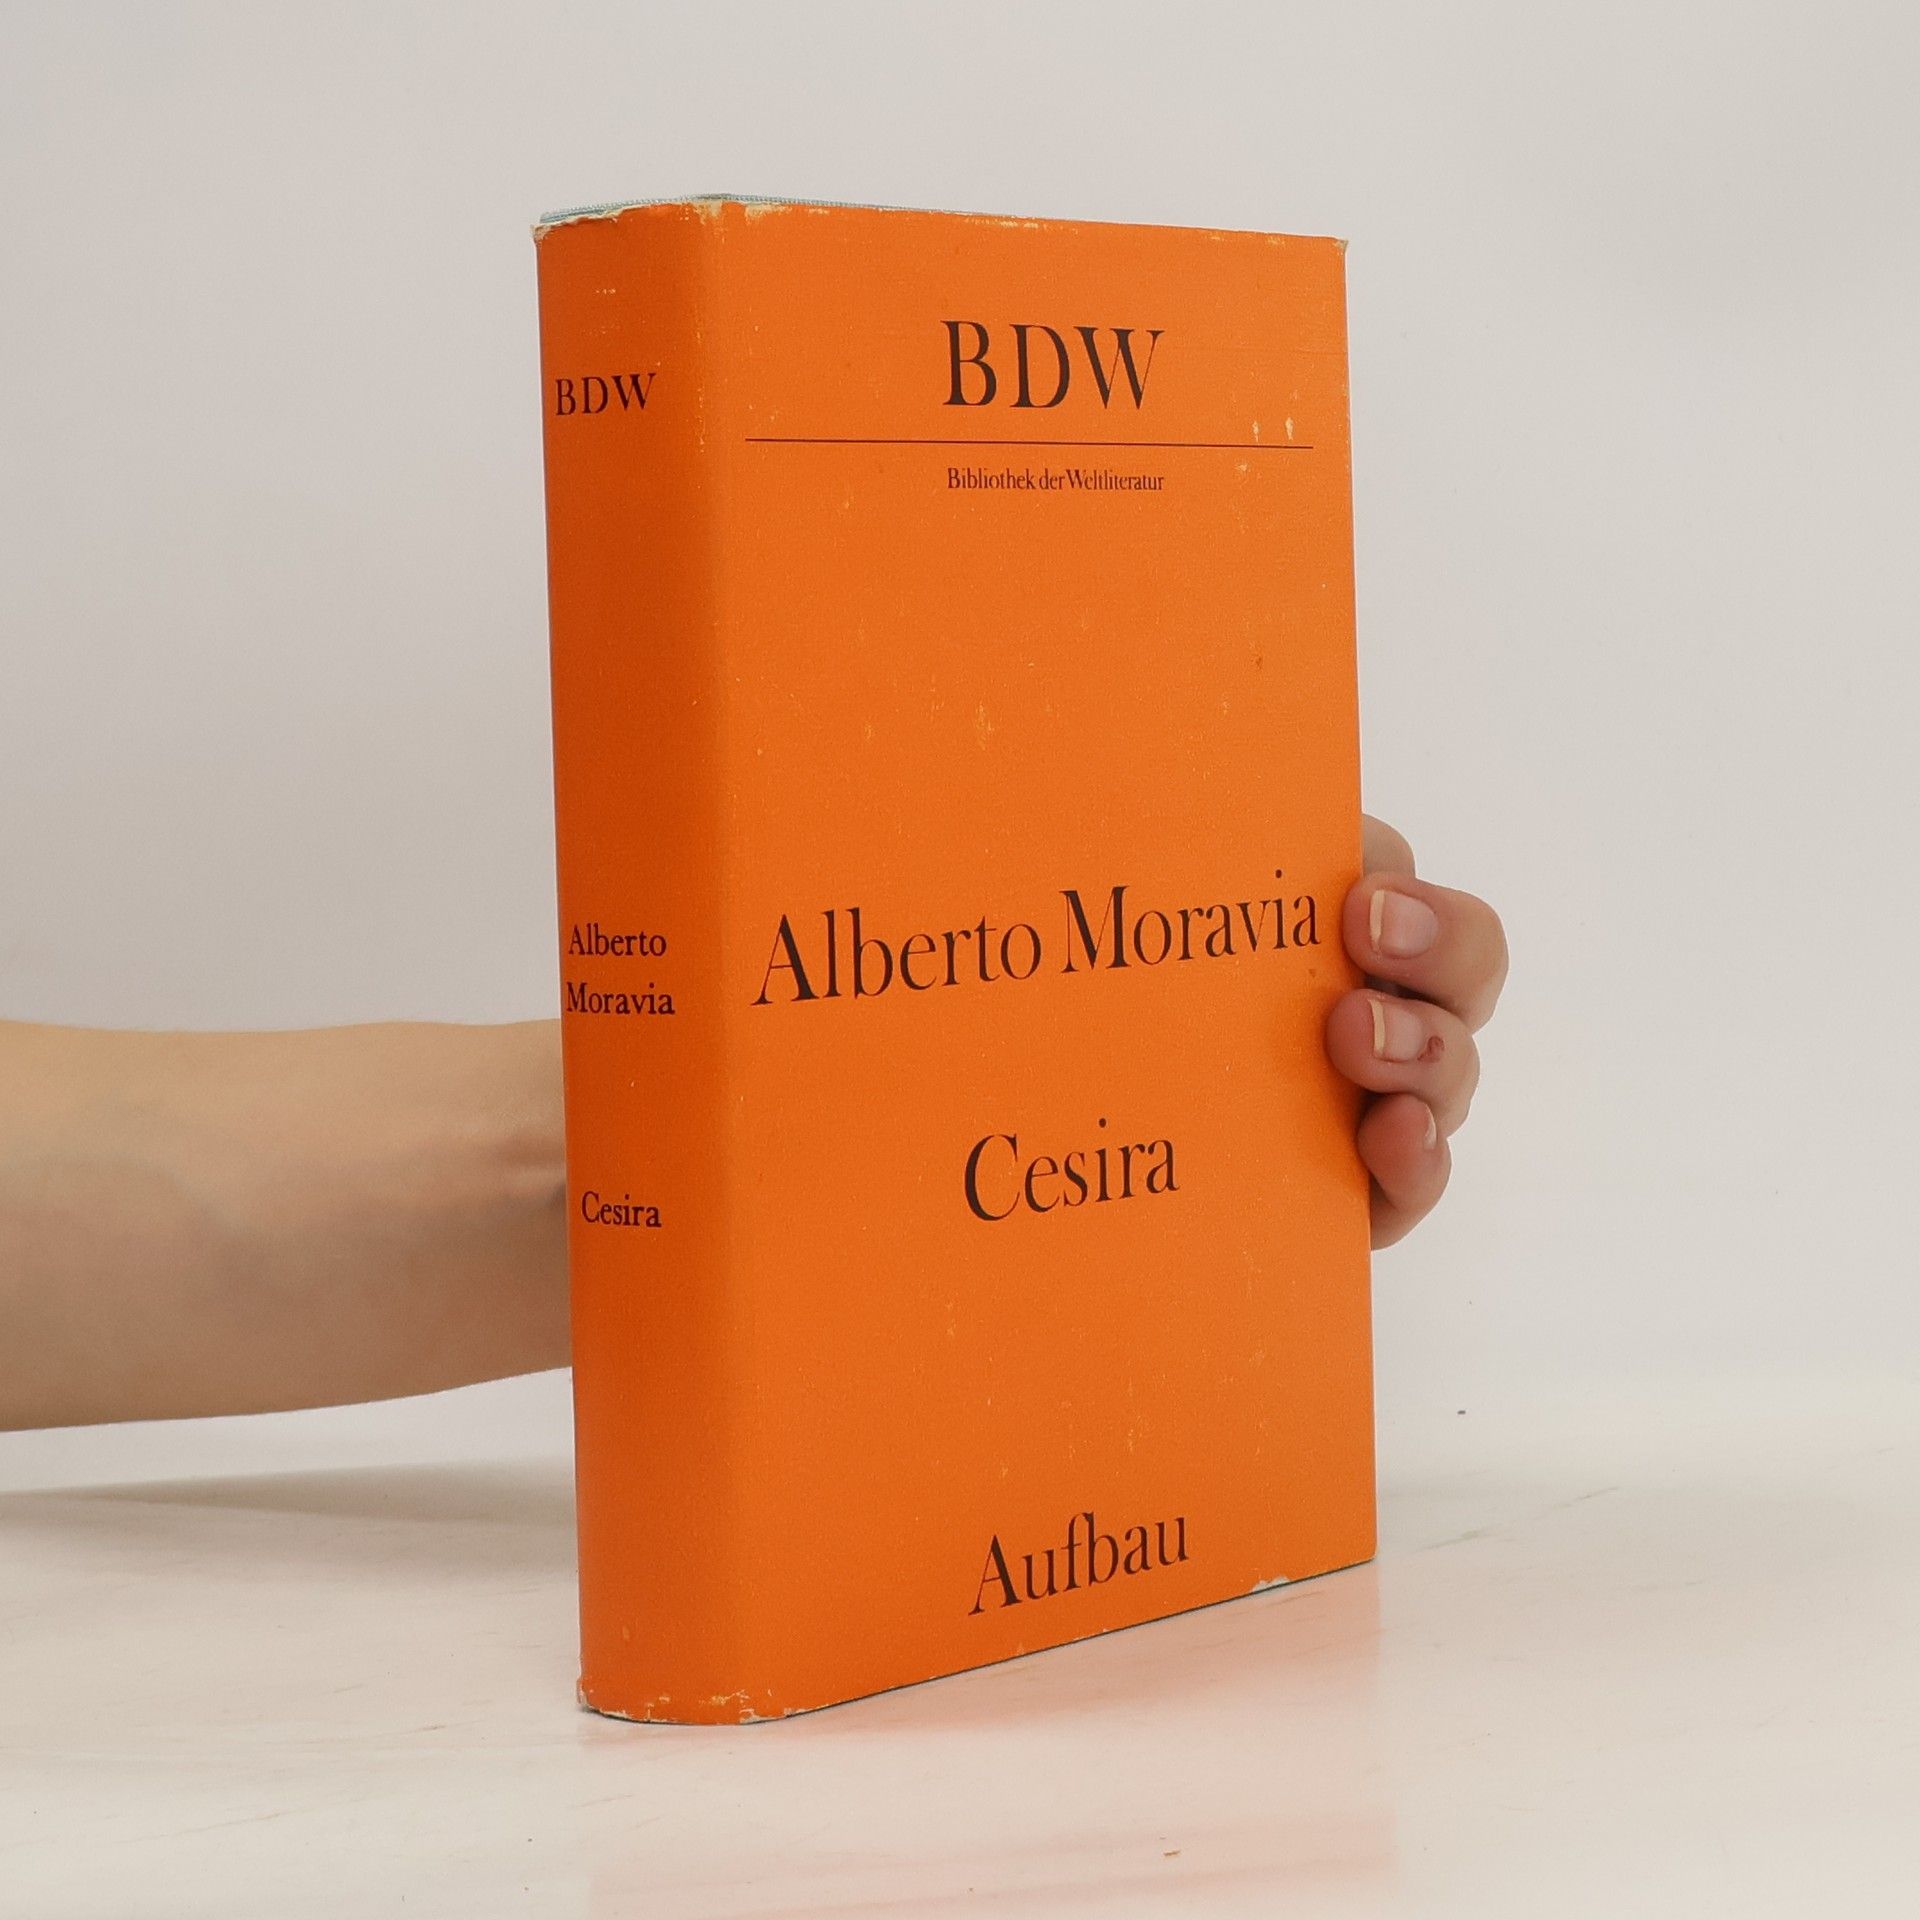 BDW
Alberto
Moravia
Cesira
BDW
Bibliothek der Weltliteratur
Alberto Moravia
Cesira
Aufbau